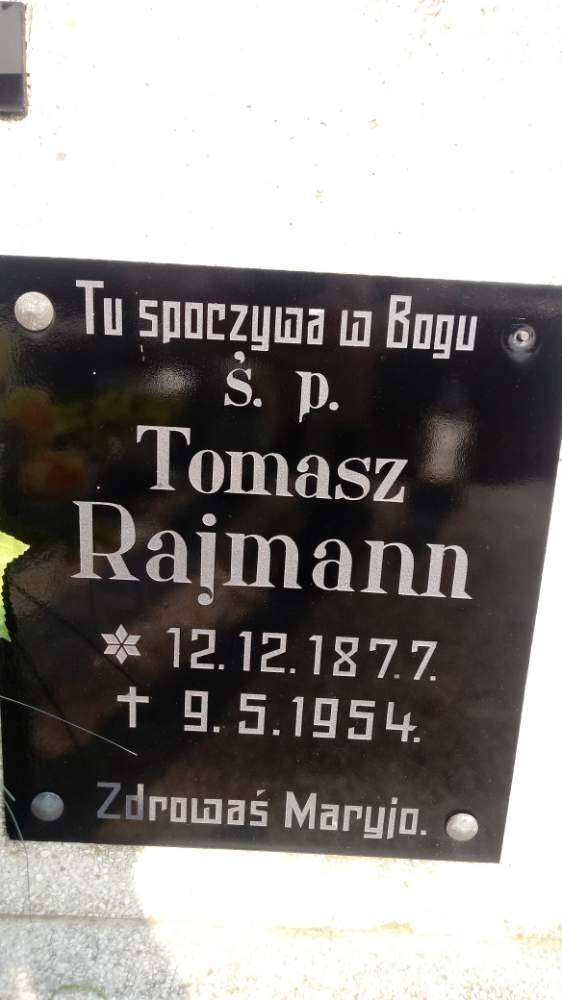 Tu spoczywa w Bogu
ś. p.
Tomasz
Rajmann
* 12.12.1877.
† 9.5.1954.
Zdrowaś Maryjo.